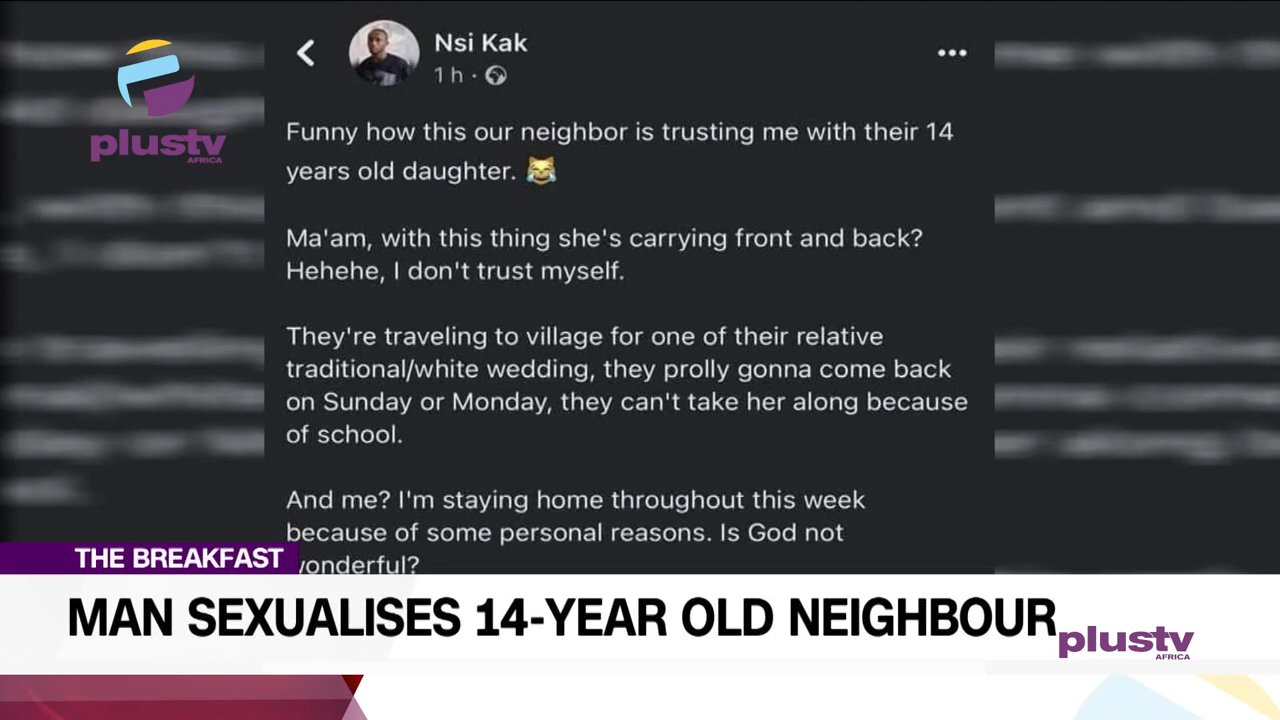 Nsi Kak
1 h ·
Funny how this our neighbor is trusting me with their 14
years old daughter. 😹
Ma'am, with this thing she's carrying front and back?
Hehehe, I don't trust myself.
They're traveling to village for one of their relative
traditional/white wedding, they prolly gonna come back
on Sunday or Monday, they can't take her along because
of school.
And me? I'm staying home throughout this week
because of some personal reasons. Is God not
wonderful?
plustv
AFRICA
THE BREAKFAST
MAN SEXUALISES 14-YEAR OLD NEIGHBOUR
plustv
AFRICA